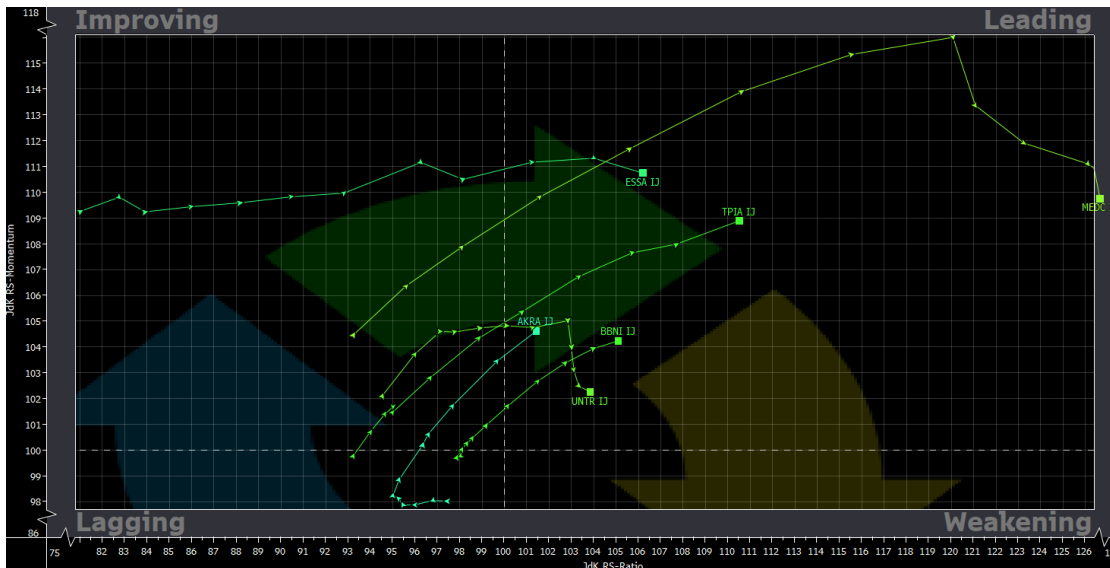 118
Improving
Leading
115
114
113
112
111
110
109
108
107
106
105
104
103
102
101
100
99
98
86
JdK RS-Momentum
ESSA IJ
TPIA IJ
MEDC
AKRA IJ
BBNI IJ
UNTR IJ
Lagging
Weakening
75 82 83 84 85 86 87 88 89 90 91 92 93 94 95 96 97 98 99 100 101 102 103 104 105 106 107 108 109 110 111 112 113 114 115 116 117 118 119 120 121 122 123 124 125 126
JdK RS-Ratio